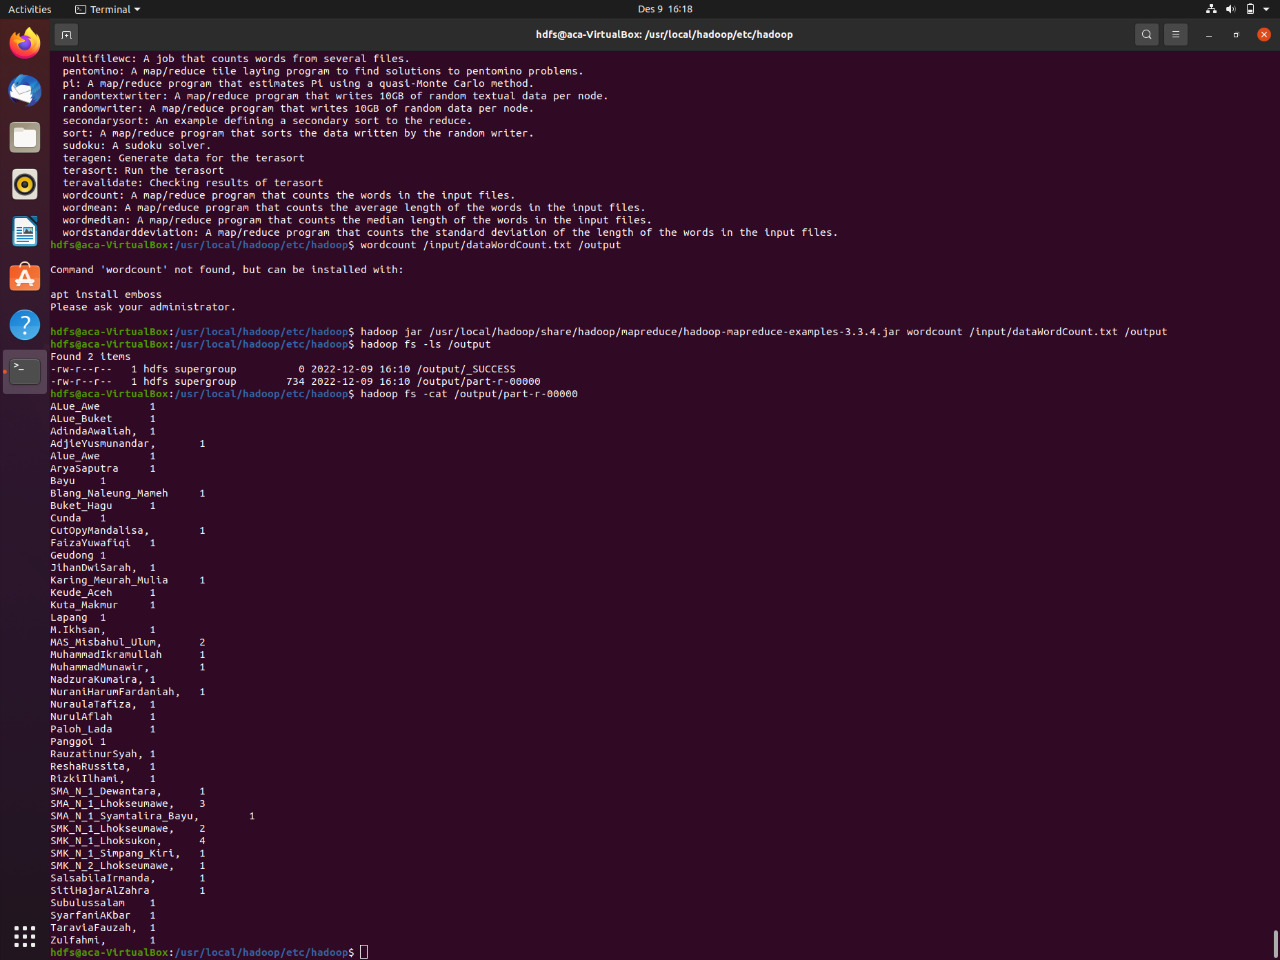 Activities
Terminal
Des 9 16:18
hdfs@aca-VirtualBox: /usr/local/hadoop/etc/hadoop
multifilewc: A job that counts words from several files.
pentomino: A map/reduce tile laying program to find solutions to pentomino problems.
pi: A map/reduce program that estimates Pi using a quasi-Monte Carlo method.
randomtextwriter: A map/reduce program that writes 10GB of random textual data per node.
randomwriter: A map/reduce program that writes 10GB of random data per node.
secondarysort: An example defining a secondary sort to the reduce.
sort: A map/reduce program that sorts the data written by the random writer.
sudoku: A sudoku solver.
teragen: Generate data for the terasort
terasort: Run the terasort
teravalidate: Checking results of terasort
wordcount: A map/reduce program that counts the words in the input files.
wordmean: A map/reduce program that counts the average length of the words in the input files.
wordmedian: A map/reduce program that counts the median length of the words in the input files.
wordstandarddeviation: A map/reduce program that counts the standard deviation of the length of the words in the input files.
hdfs@aca-VirtualBox:/usr/local/hadoop/etc/hadoop$ wordcount /input/dataWordCount.txt /output
Command 'wordcount' not found, but can be installed with:
apt install emboss
Please ask your administrator.
hdfs@aca-VirtualBox:/usr/local/hadoop/etc/hadoop$ hadoop jar /usr/local/hadoop/share/hadoop/mapreduce/hadoop-mapreduce-examples-3.3.4.jar wordcount /input/dataWordCount.txt /output
hdfs@aca-VirtualBox:/usr/local/hadoop/etc/hadoop$ hadoop fs -ls /output
Found 2 items
-rw-r--r-- 1 hdfs supergroup 0 2022-12-09 16:10 /output/_SUCCESS
-rw-r--r-- 1 hdfs supergroup 734 2022-12-09 16:10 /output/part-r-00000
hdfs@aca-VirtualBox:/usr/local/hadoop/etc/hadoop$ hadoop fs -cat /output/part-r-00000
ALue_Awe 1
ALue_Buket 1
AdindaAwaliah, 1
AdjieYusmunandar, 1
Alue_Awe 1
AryaSaputra 1
Bayu 1
Blang_Naleung_Mameh 1
Buket_Hagu 1
Cunda 1
CutOpyMandalisa, 1
FaizaYuwafiqi 1
Geudong 1
JihanDwiSarah, 1
Karing_Meurah_Mulia 1
Keude_Aceh 1
Kuta_Makmur 1
Lapang 1
M.Ikhsan, 1
MAS_Misbahul_Ulum, 2
MuhammadIkramullah 1
MuhammadMunawir, 1
NadzuraKumaira, 1
NuraniHarumFardaniah, 1
NuraulaTafiza, 1
NurulAflah 1
Paloh_Lada 1
Panggoi 1
RauzatinurSyah, 1
ReshaRussita, 1
RizkiIlhami, 1
SMA_N_1_Dewantara, 1
SMA_N_1_Lhokseumawe, 3
SMA_N_1_Syamtalira_Bayu, 1
SMK_N_1_Lhokseumawe, 2
SMK_N_1_Lhoksukon, 4
SMK_N_1_Simpang_Kiri, 1
SMK_N_2_Lhokseumawe, 1
SalsabilaIrmanda, 1
SitiHajarAlZahra 1
Subulussalam 1
SyarfaniAKbar 1
TaraviaFauzah, 1
Zulfahmi, 1
hdfs@aca-VirtualBox:/usr/local/hadoop/etc/hadoop$